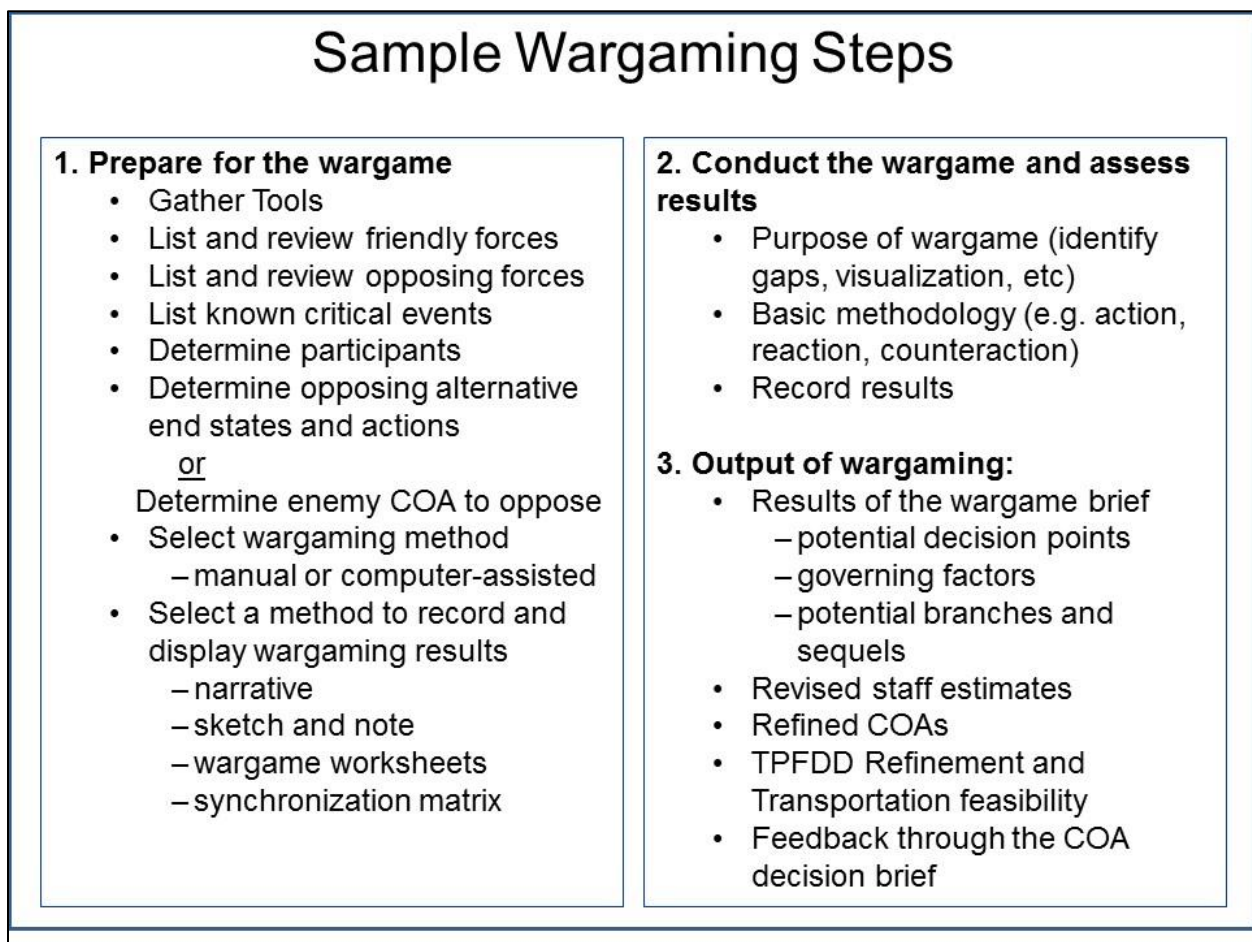 Sample Wargaming Steps
1. Prepare for the wargame
• Gather Tools
• List and review friendly forces
• List and review opposing forces
• List known critical events
• Determine participants
• Determine opposing alternative
end states and actions
or
Determine enemy COA to oppose
• Select wargaming method
– manual or computer-assisted
• Select a method to record and
display wargaming results
– narrative
– sketch and note
– wargame worksheets
– synchronization matrix
2. Conduct the wargame and assess
results
• Purpose of wargame (identify
gaps, visualization, etc)
• Basic methodology (e.g. action,
reaction, counteraction)
• Record results
3. Output of wargaming:
• Results of the wargame brief
– potential decision points
– governing factors
– potential branches and
sequels
• Revised staff estimates
• Refined COAs
• TPFDD Refinement and
Transportation feasibility
• Feedback through the COA
decision brief